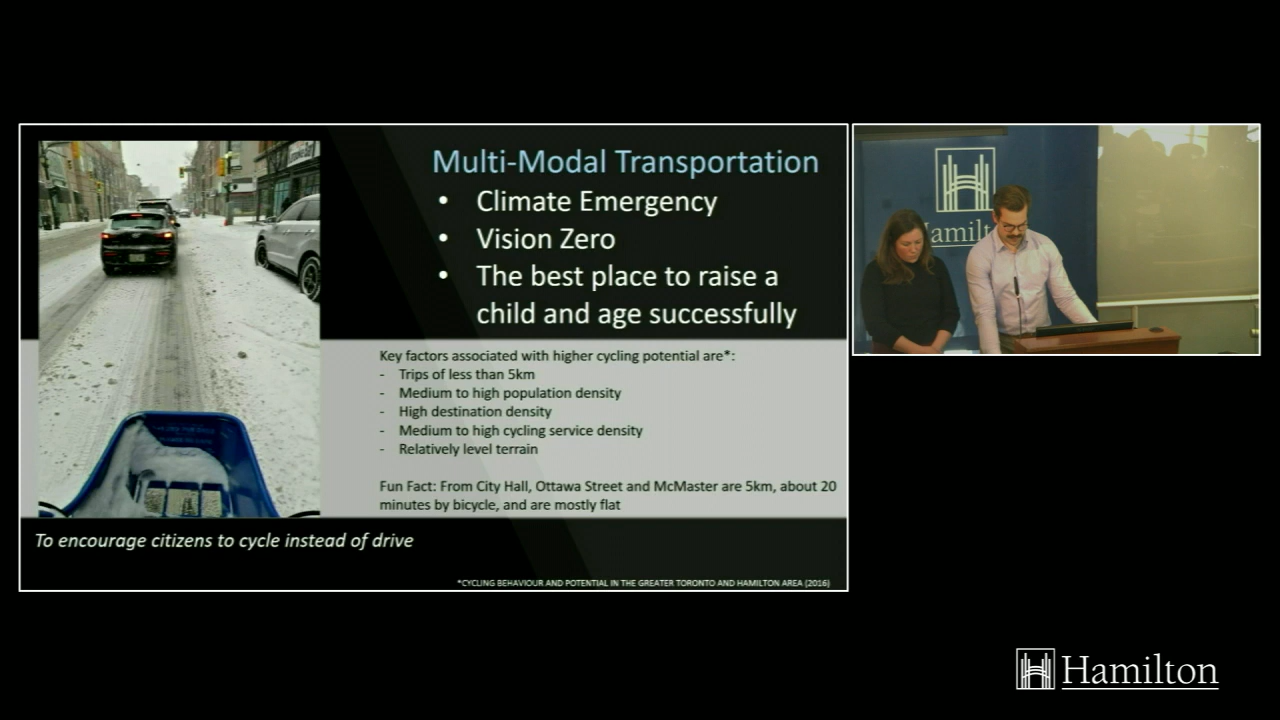 Multi-Modal Transportation
• Climate Emergency
• Vision Zero
• The best place to raise a
child and age successfully
Key factors associated with higher cycling potential are*:
- Trips of less than 5km
- Medium to high population density
- High destination density
- Medium to high cycling service density
- Relatively level terrain
Fun Fact: From City Hall, Ottawa Street and McMaster are 5km, about 20
minutes by bicycle, and are mostly flat
To encourage citizens to cycle instead of drive
*CYCLING BEHAVIOUR AND POTENTIAL IN THE GREATER TORONTO AND HAMILTON AREA (2016)
Hamilt
Hamilton